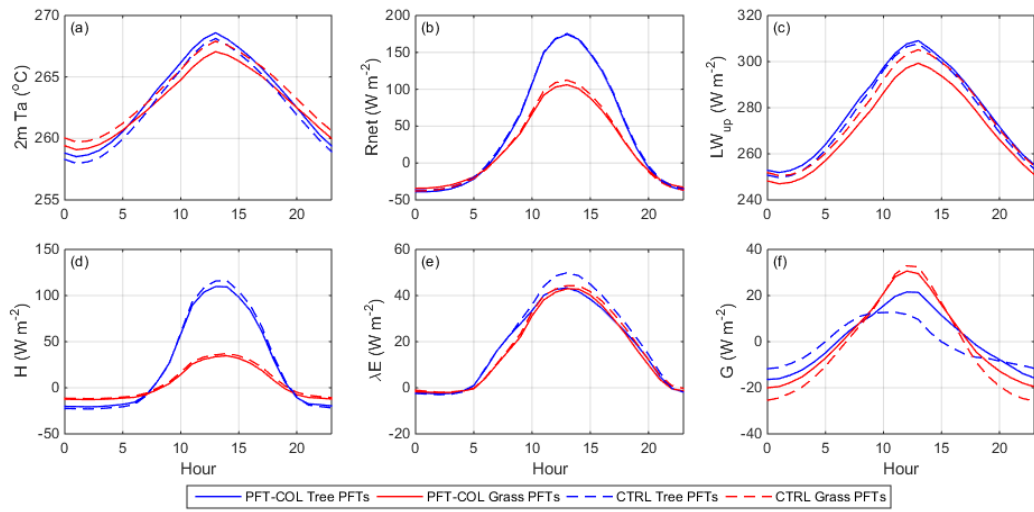 (a)
270
265
260
255
2m Ta (°C)
0 5 10 15 20
(b)
200
150
100
50
0
-50
Rnet (W m⁻²)
0 5 10 15 20
(c)
320
300
280
260
240
LWup (W m⁻²)
0 5 10 15 20
(d)
150
100
50
0
-50
H (W m⁻²)
0 5 10 15 20
Hour
(e)
60
40
20
0
-20
λE (W m⁻²)
0 5 10 15 20
Hour
(f)
40
20
0
-20
-40
G (W m⁻²)
0 5 10 15 20
Hour
PFT-COL Tree PFTs PFT-COL Grass PFTs CTRL Tree PFTs CTRL Grass PFTs